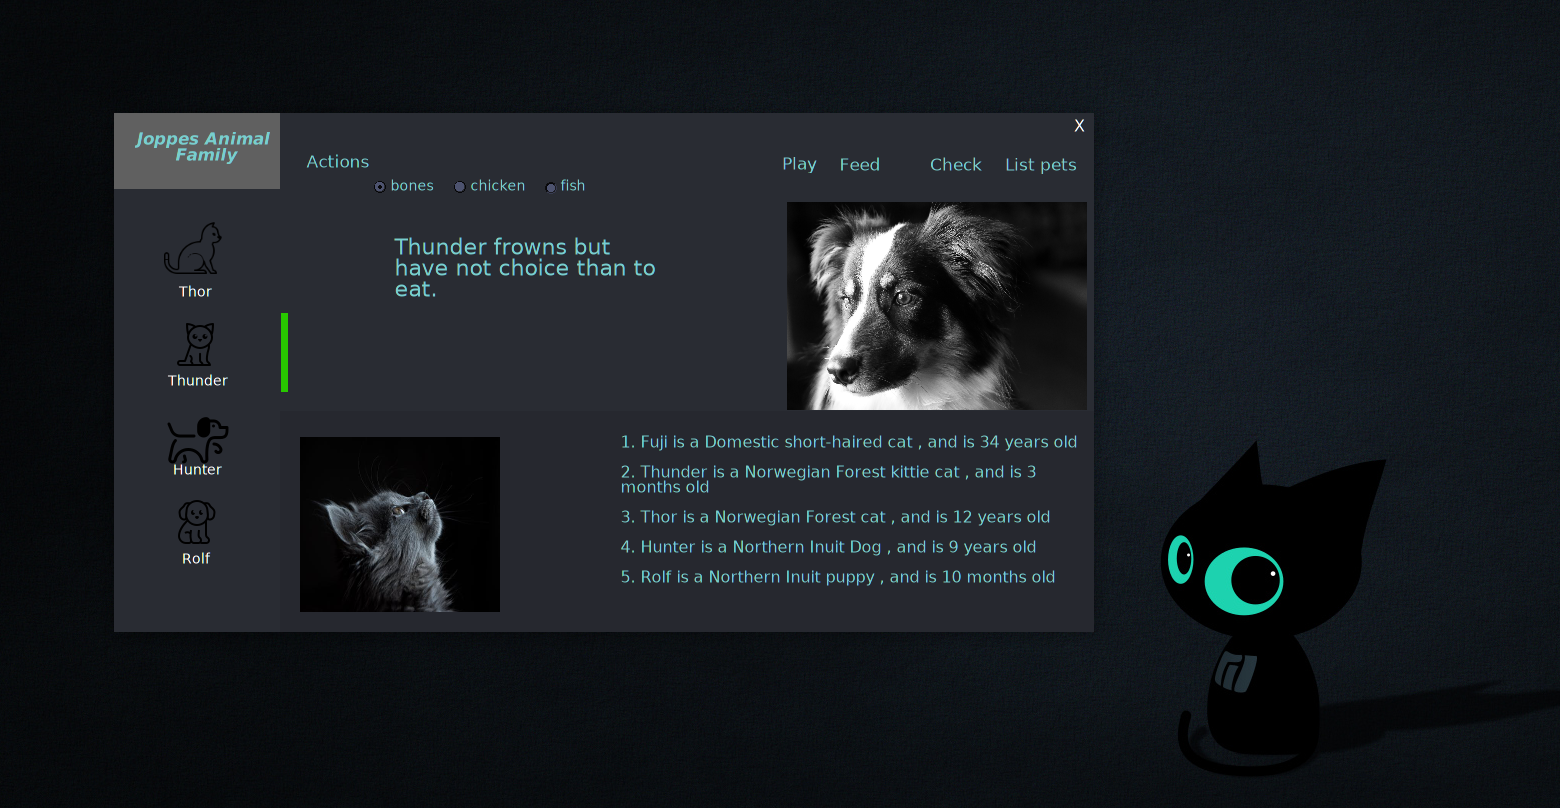 Joppes Animal
Family
X
Actions
Play Feed Check List pets
bones chicken fish
Thunder frowns but
have not choice than to
eat.
Thor
Thunder
Hunter
Rolf
1. Fuji is a Domestic short-haired cat , and is 34 years old
2. Thunder is a Norwegian Forest kittie cat , and is 3
months old
3. Thor is a Norwegian Forest cat , and is 12 years old
4. Hunter is a Northern Inuit Dog , and is 9 years old
5. Rolf is a Northern Inuit puppy , and is 10 months old